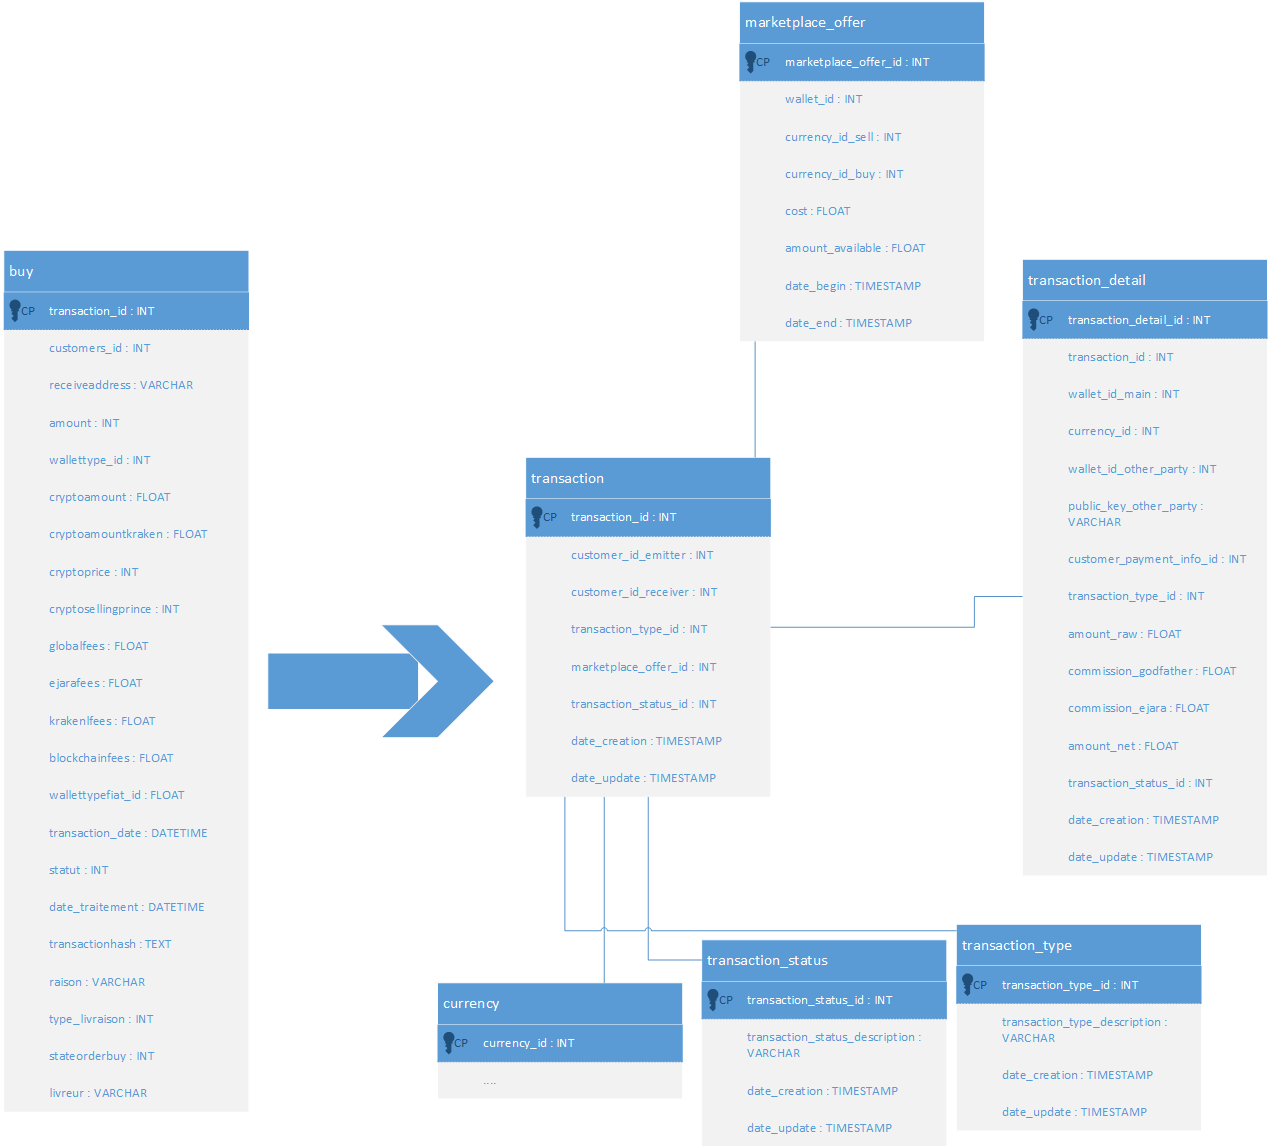 marketplace_offer
CP marketplace_offer_id : INT
wallet_id : INT
currency_id_sell : INT
currency_id_buy : INT
cost : FLOAT
amount_available : FLOAT
date_begin : TIMESTAMP
date_end : TIMESTAMP
buy
CP transaction_id : INT
customers_id : INT
receiveaddress : VARCHAR
amount : INT
wallettype_id : INT
cryptoamount : FLOAT
cryptoamountkraken : FLOAT
cryptoprice : INT
cryptosellingprince : INT
globalfees : FLOAT
ejarafees : FLOAT
krakenlfees : FLOAT
blockchainfees : FLOAT
wallettypefiat_id : FLOAT
transaction_date : DATETIME
statut : INT
date_traitement : DATETIME
transactionhash : TEXT
raison : VARCHAR
type_livraison : INT
stateorderbuy : INT
livreur : VARCHAR
transaction
CP transaction_id : INT
customer_id_emitter : INT
customer_id_receiver : INT
transaction_type_id : INT
marketplace_offer_id : INT
transaction_status_id : INT
date_creation : TIMESTAMP
date_update : TIMESTAMP
transaction_detail
CP transaction_detail_id : INT
transaction_id : INT
wallet_id_main : INT
currency_id : INT
wallet_id_other_party : INT
public_key_other_party :
VARCHAR
customer_payment_info_id : INT
transaction_type_id : INT
amount_raw : FLOAT
commission_godfather : FLOAT
commission_ejara : FLOAT
amount_net : FLOAT
transaction_status_id : INT
date_creation : TIMESTAMP
date_update : TIMESTAMP
currency
CP currency_id : INT
....
transaction_status
CP transaction_status_id : INT
transaction_status_description :
VARCHAR
date_creation : TIMESTAMP
date_update : TIMESTAMP
transaction_type
CP transaction_type_id : INT
transaction_type_description :
VARCHAR
date_creation : TIMESTAMP
date_update : TIMESTAMP